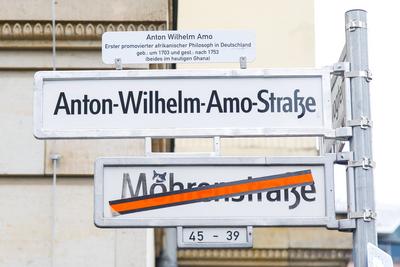 Anton Wilhelm Amo
Erster promovierter afrikanischer Philosoph in Deutschland
geb.: um 1703 und gest.: nach 1753
(beides im heutigen Ghana)
Anton-Wilhelm-Amo-Straße
Möhrenstraße
45 - 39